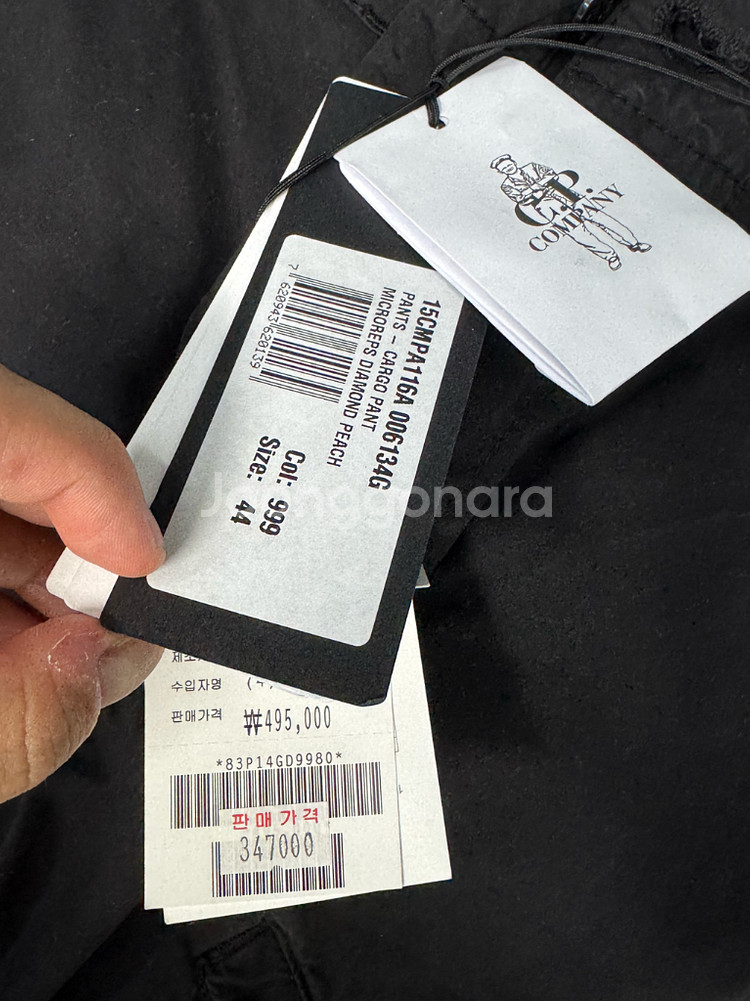 C.P.
COMPANY
15CMPA116A 006134G
PANTS - CARGO PANT
MICROREPS DIAMOND PEACH
7 620943 620139
Col: 999
Size: 44
Joonggonara
수입자명
판매가격 ₩495,000
*83P14GD9980*
판매가격
347000